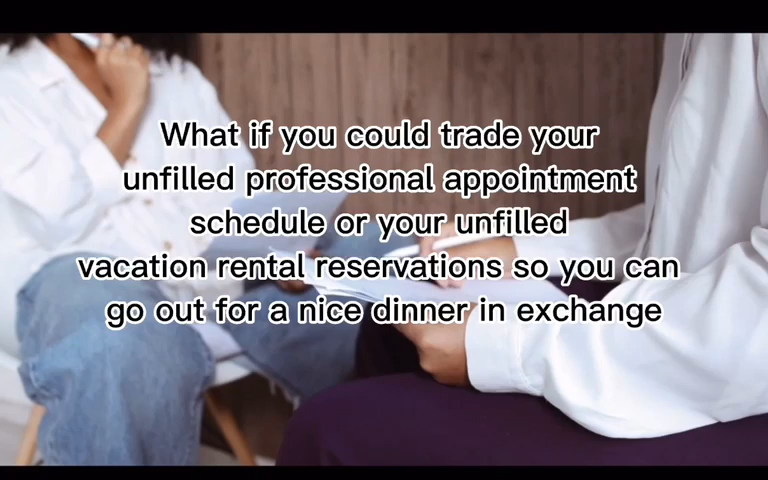 What if you could trade your
unfilled professional appointment
schedule or your unfilled
vacation rental reservations so you can
go out for a nice dinner in exchange